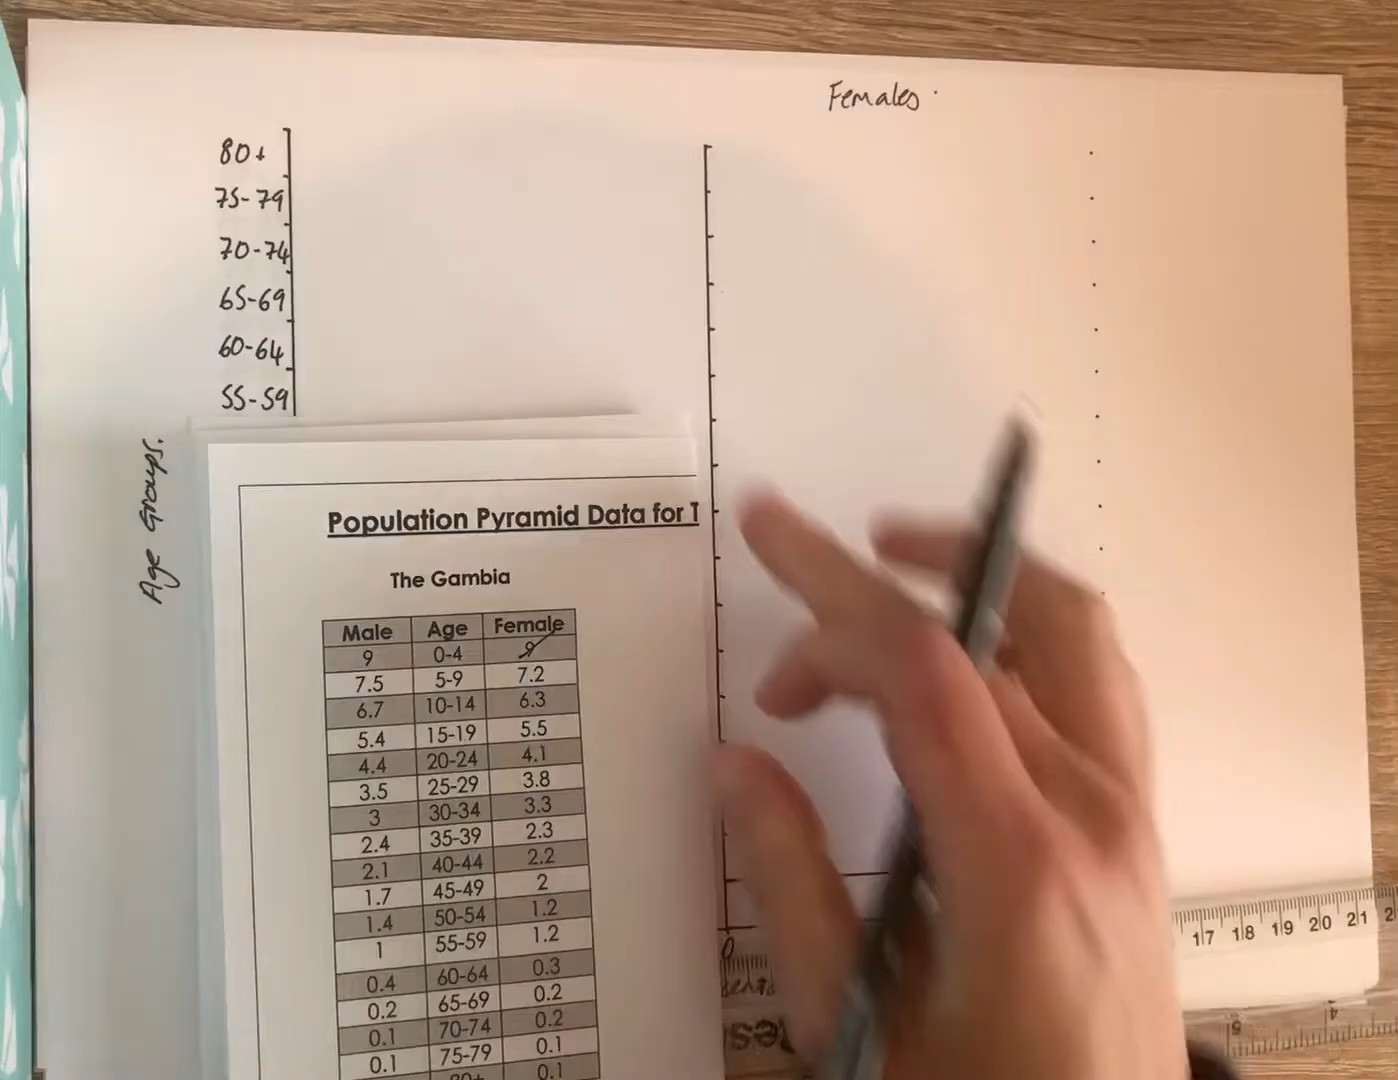 Females
80+
75-79
70-74
65-69
60-64
55-59
Age Groups.
Population Pyramid Data for T
The Gambia
Male Age Female
9 0-4 9
7.5 5-9 7.2
6.7 10-14 6.3
5.4 15-19 5.5
4.4 20-24 4.1
3.5 25-29 3.8
3 30-34 3.3
2.4 35-39 2.3
2.1 40-44 2.2
1.7 45-49 2
1.4 50-54 1.2
1 55-59 1.2
0.4 60-64 0.3
0.2 65-69 0.2
0.1 70-74 0.2
0.1 75-79 0.1
80+ 0.1
0
17 18 19 20 21 2
5 4